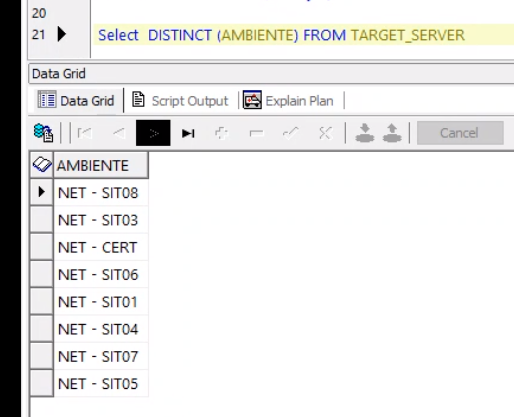 20
21 Select DISTINCT (AMBIENTE) FROM TARGET_SERVER
Data Grid
Data Grid Script Output Explain Plan
Cancel
AMBIENTE
NET - SIT08
NET - SIT03
NET - CERT
NET - SIT06
NET - SIT01
NET - SIT04
NET - SIT07
NET - SIT05